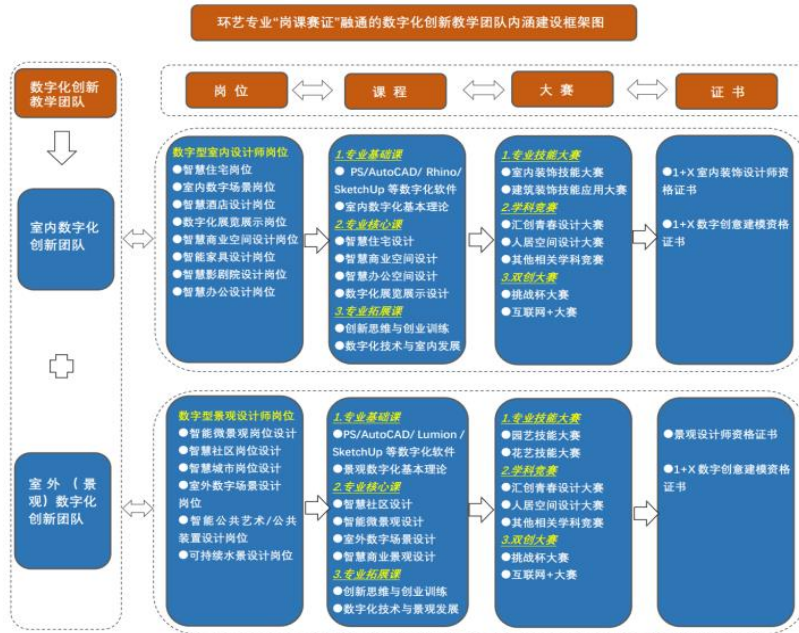 环艺专业“岗课赛证”融通的数字化创新教学团队内涵建设框架图
数字化创新
教学团队
岗 位
课 程
大 赛
证 书
室内数字化
创新团队
数字型室内设计师岗位
●智慧住宅岗位
●室内数字场景岗位
●智慧酒店设计岗位
●数字化展览展示岗位
●智慧商业空间设计岗位
●智能家具设计岗位
●智慧影剧院设计岗位
●智慧办公设计岗位
1.专业基础课
● PS/AutoCAD/ Rhino/
SketchUp 等数字化软件
●室内数字化基本理论
2.专业核心课
●智慧住宅设计
●智慧商业空间设计
●智慧办公空间设计
●数字化展览展示设计
3.专业拓展课
●创新思维与创业训练
●数字化技术与室内发展
1.专业技能大赛
●室内装饰技能大赛
●建筑装饰技能应用大赛
2.学科竞赛
●汇创青春设计大赛
●人居空间设计大赛
●其他相关学科竞赛
3.双创大赛
●挑战杯大赛
●互联网+大赛
●1+X 室内装饰设计师资
格证书
●1+X 数字创意建模资格
证书
室外（景
观）数字化
创新团队
数字型景观设计师岗位
●智能微景观岗位设计
●智慧社区岗位设计
●智慧城市岗位设计
●室外数字场景设计
岗位
●智能公共艺术/公共
装置设计岗位
●可持续水景设计岗位
1.专业基础课
●PS/AutoCAD/ Lumion /
SketchUp 等数字化软件
●景观数字化基本理论
2.专业核心课
●智慧社区设计
●智能微景观设计
●室外数字场景设计
●智慧商业景观设计
3.专业拓展课
●创新思维与创业训练
●数字化技术与景观发展
1.专业技能大赛
●园艺技能大赛
●花艺技能大赛
2.学科竞赛
●汇创青春设计大赛
●人居空间设计大赛
●其他相关学科竞赛
3.双创大赛
●挑战杯大赛
●互联网+大赛
●景观设计师资格证书
●1+X 数字创意建模资格
证书